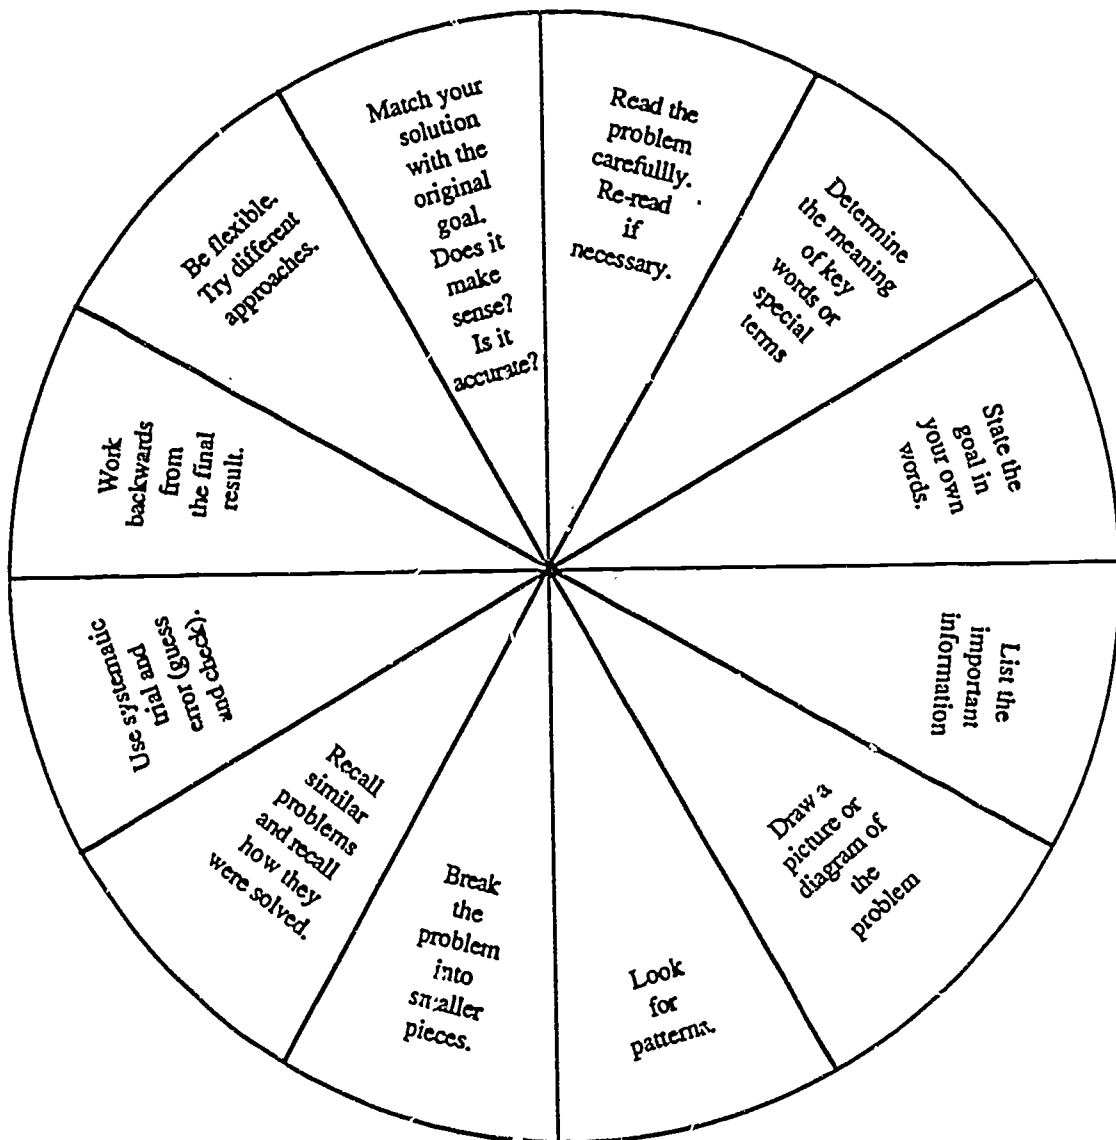 Read the
problem
carefullly.
Re-read
if
necessary.
Determine
the meaning
of key
words or
special
terms
State the
goal in
your own
words.
List the
important
information
Draw a
picture or
diagram of
the
problem
Look
for
patterns.
Break
the
problem
into
smaller
pieces.
Recall
similar
problems
and recall
how they
were solved.
Use systematic
trial and
error (guess
and check).
Work
backwards
from
the final
result.
Be flexible.
Try different
approaches.
Match your
solution
with the
original
goal.
Does it
make
sense?
Is it
accurate?